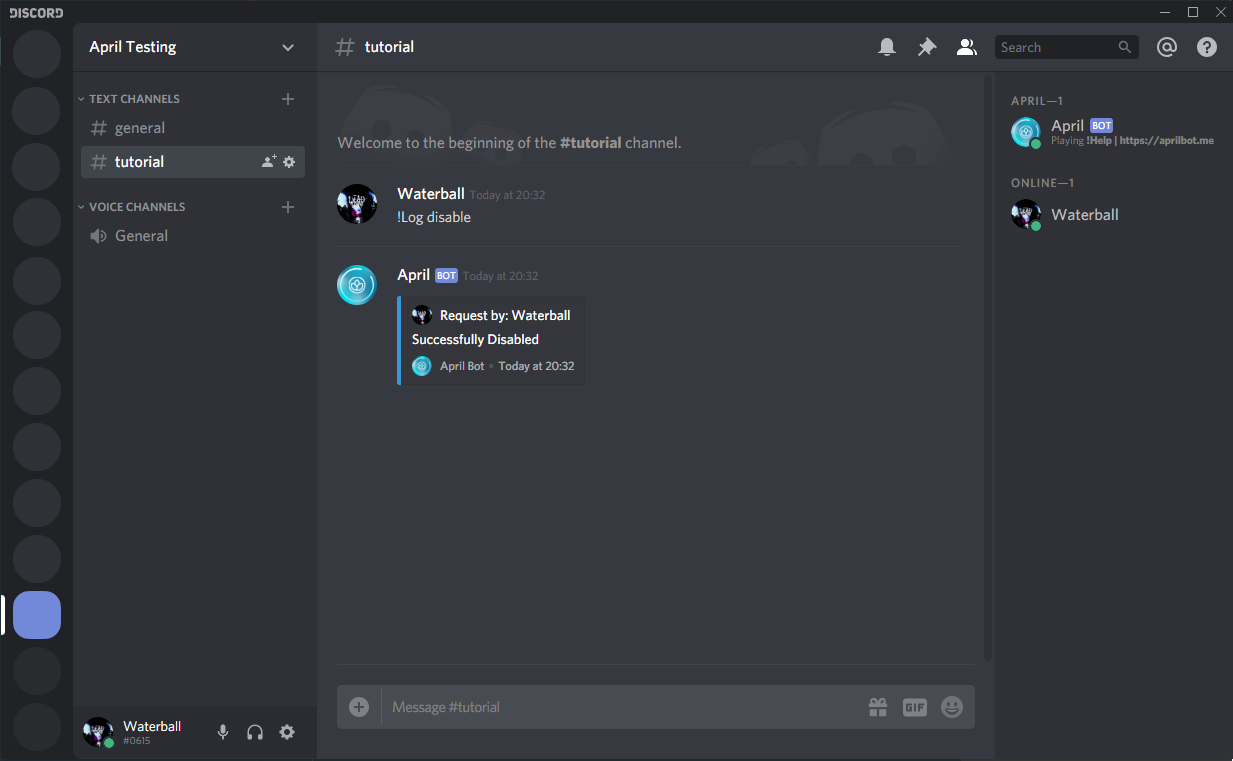 DISCORD
April Testing
# tutorial
Search
TEXT CHANNELS
# general
# tutorial
VOICE CHANNELS
General
Welcome to the beginning of the #tutorial channel.
Waterball Today at 20:32
!Log disable
April BOT Today at 20:32
Request by: Waterball
Successfully Disabled
April Bot • Today at 20:32
Message #tutorial
GIF
Waterball
#0615
APRIL—1
April BOT
Playing !Help | https://aprilbot.me
ONLINE—1
Waterball